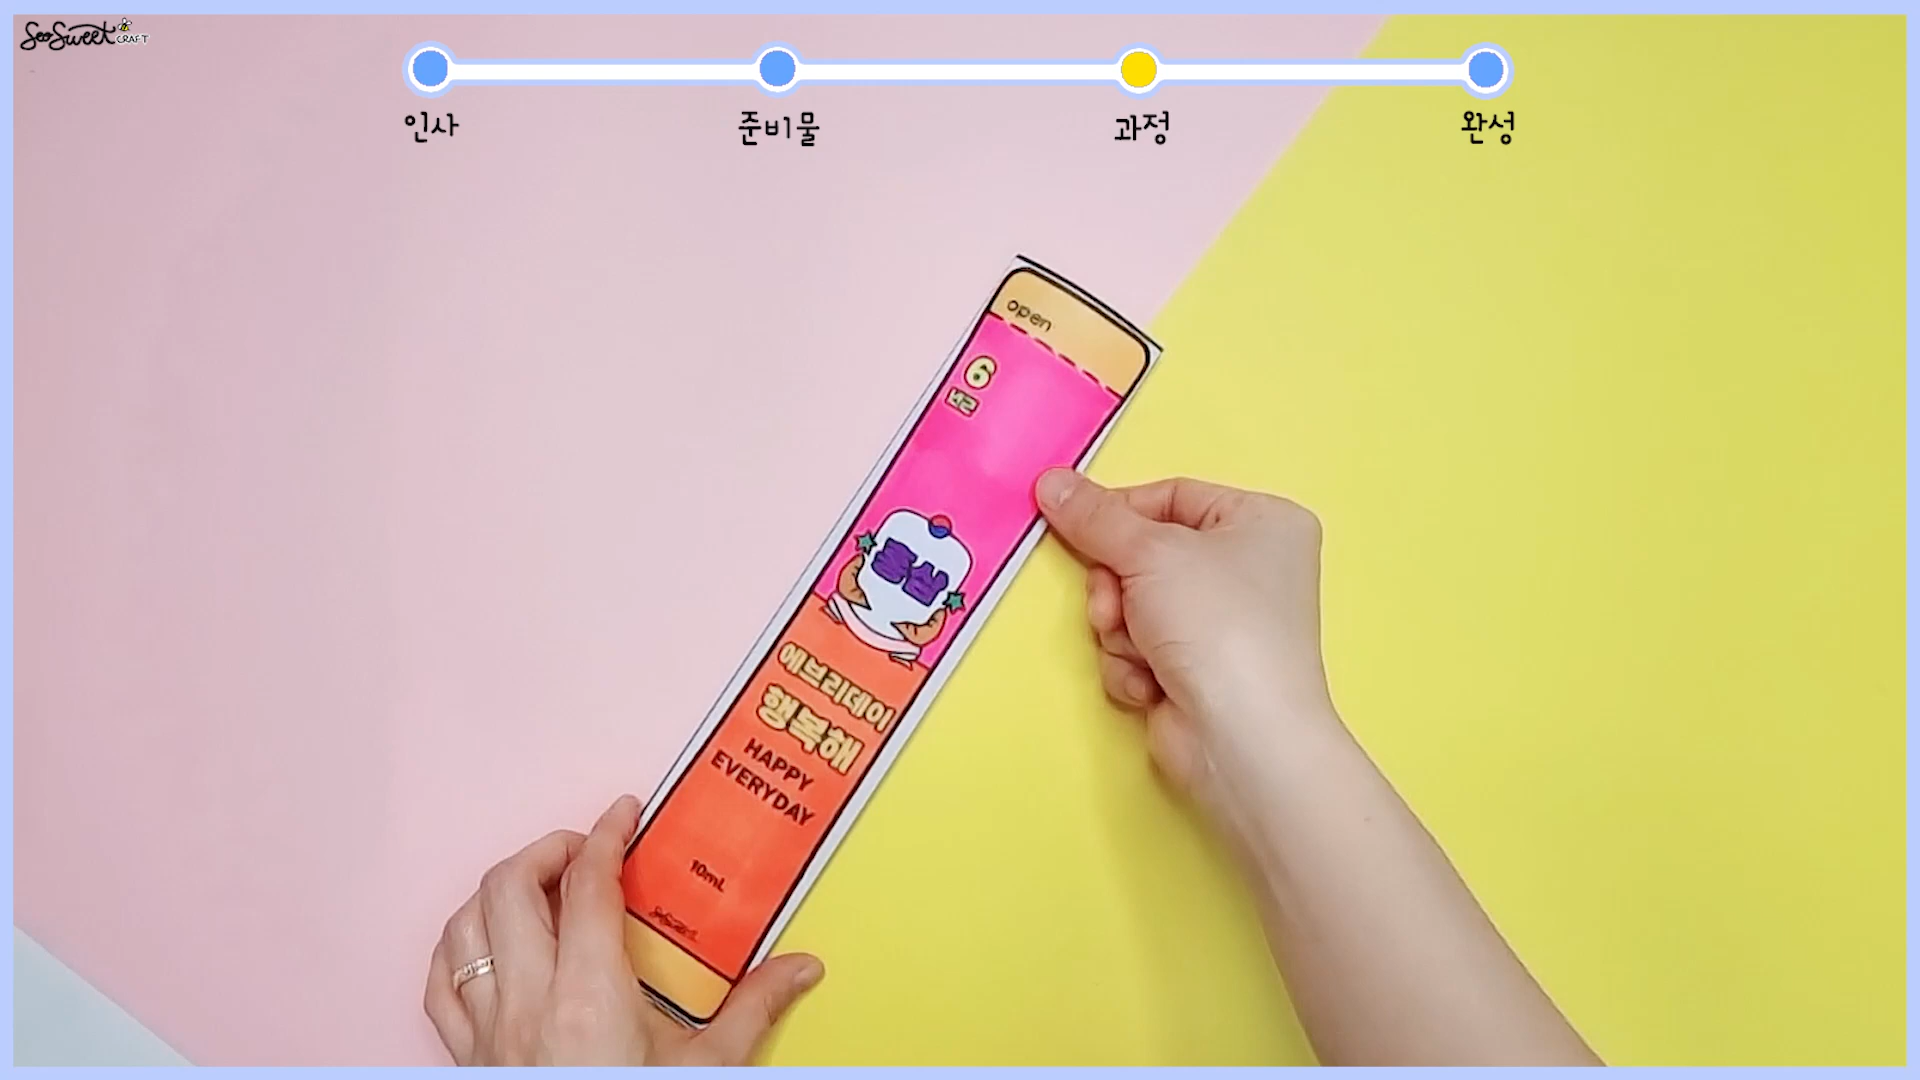 SeoSweet CRAFT
인사
준비물
과정
완성
open
6
년근
홍삼
에브리데이
행복해
HAPPY
EVERYDAY
10mL